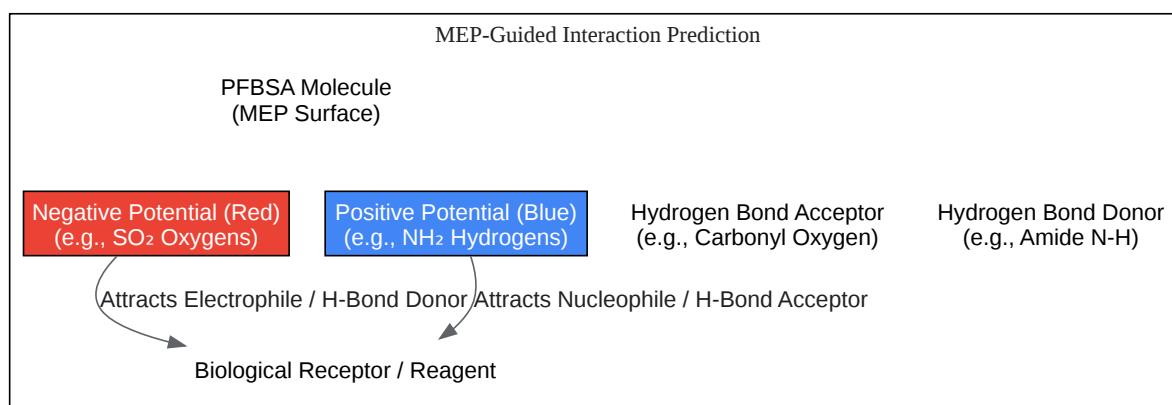 MEP-Guided Interaction Prediction
PFBSA Molecule
(MEP Surface)
Negative Potential (Red)
(e.g., SO₂ Oxygens)
Positive Potential (Blue)
(e.g., NH₂ Hydrogens)
Hydrogen Bond Acceptor
(e.g., Carbonyl Oxygen)
Hydrogen Bond Donor
(e.g., Amide N-H)
Attracts Electrophile / H-Bond Donor
Attracts Nucleophile / H-Bond Acceptor
Biological Receptor / Reagent